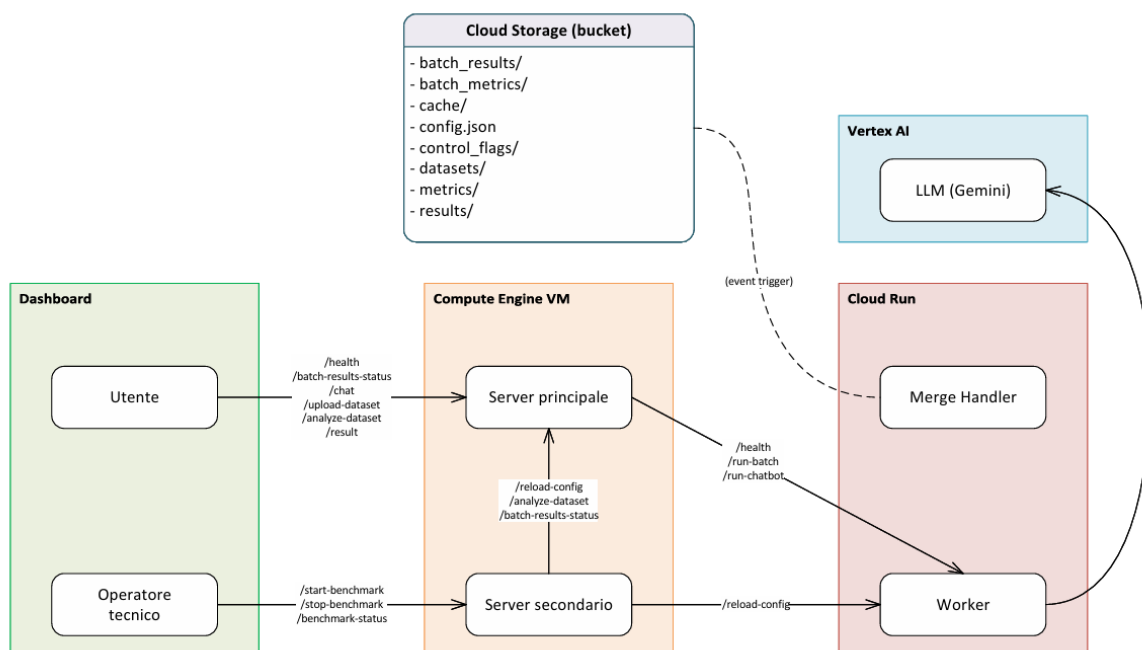 Cloud Storage (bucket)
- batch_results/
- batch_metrics/
- cache/
- config.json
- control_flags/
- datasets/
- metrics/
- results/
Vertex AI
LLM (Gemini)
(event trigger)
Dashboard
Utente
/health
/batch-results-status
/chat
/upload-dataset
/analyze-dataset
/result
Operatore
tecnico
/start-benchmark
/stop-benchmark
/benchmark-status
Compute Engine VM
Server principale
/reload-config
/analyze-dataset
/batch-results-status
Server secondario
/health
/run-batch
/run-chatbot
/reload-config
Cloud Run
Merge Handler
Worker